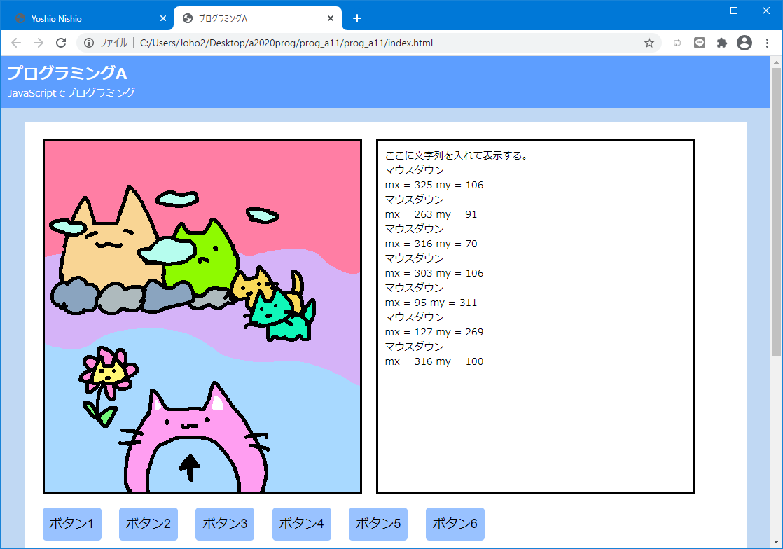 Yoshio Nishio
プログラミングA
ファイル
C:/Users/Joho2/Desktop/a2020prog/prog_a11/prog_a11/index.html
プログラミングA
JavaScriptでプログラミング
ここに文字列を入れて表示する。
マウスダウン
mx = 325 my = 106
マウスダウン
mx = 263 my = 91
マウスダウン
mx = 316 my = 70
マウスダウン
mx = 303 my = 106
マウスダウン
mx = 95 my = 311
マウスダウン
mx = 127 my = 269
マウスダウン
mx = 316 my = 100
ボタン1 ボタン2 ボタン3 ボタン4 ボタン5 ボタン6